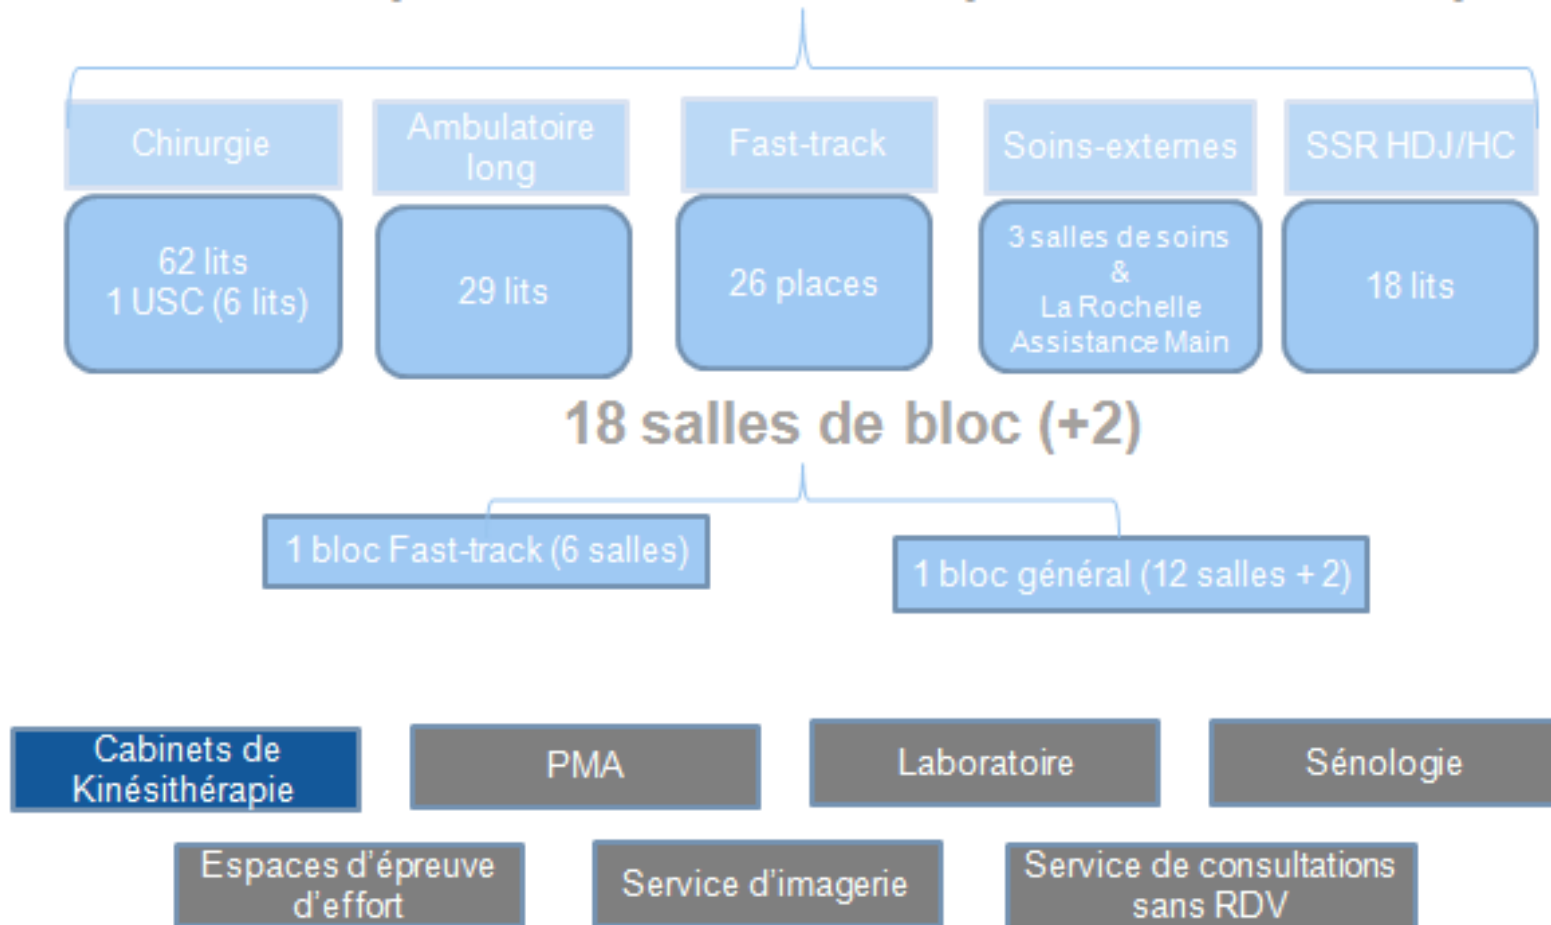 Chirurgie
Ambulatoire
long
Fast-track
Soins-externes
SSR HDJ/HC
62 lits
1 USC (6 lits)
29 lits
26 places
3 salles de soins
&
La Rochelle
Assistance Main
18 lits
18 salles de bloc (+2)
1 bloc Fast-track (6 salles)
1 bloc général (12 salles + 2)
Cabinets de
Kinésithérapie
PMA
Laboratoire
Sénologie
Espaces d'épreuve
d'effort
Service d'imagerie
Service de consultations
sans RDV